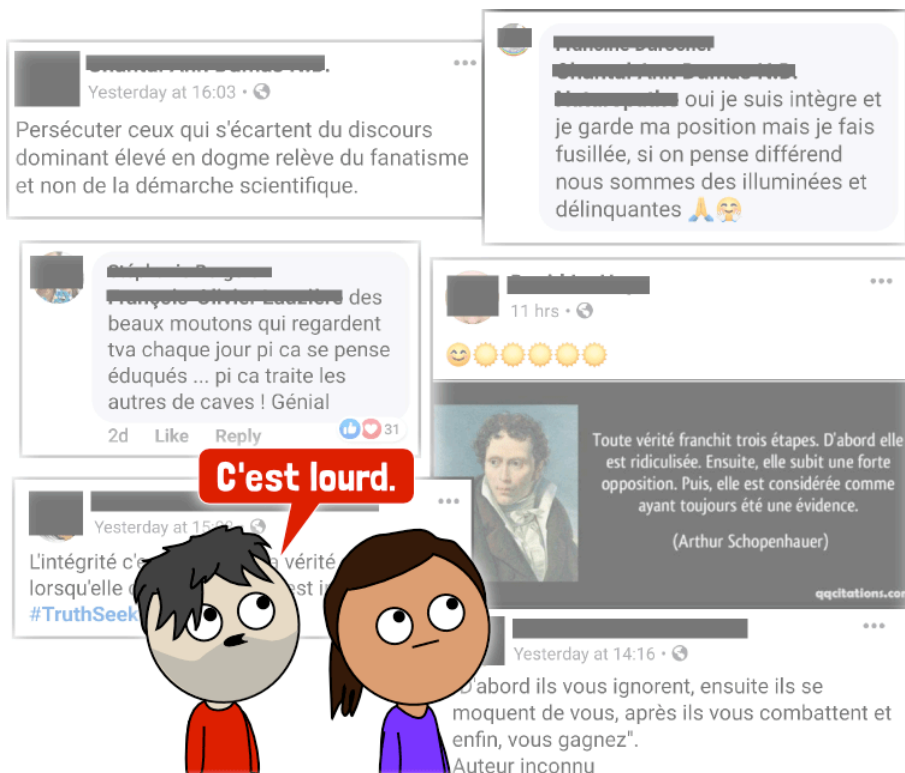 Yesterday at 16:03
Persécuter ceux qui s'écartent du discours
dominant élevé en dogme relève du fanatisme
et non de la démarche scientifique.
oui je suis intègre et
je garde ma position mais je fais
fusillée, si on pense différend
nous sommes des illuminées et
délinquantes 🙏🤗
des
beaux moutons qui regardent
tva chaque jour pi ca se pense
éduqués ... pi ca traite les
autres de caves ! Génial
2d Like Reply 31
11 hrs
😊🌞🌞🌞🌞🌞
Toute vérité franchit trois étapes. D'abord elle
est ridiculisée. Ensuite, elle subit une forte
opposition. Puis, elle est considérée comme
ayant toujours été une évidence.
(Arthur Schopenhauer)
qqcitations.com
C'est lourd.
Yesterday at
L'intégrité vérité
lorsqu'elle
#TruthSeek
Yesterday at 14:16
"D'abord ils vous ignorent, ensuite ils se
moquent de vous, après ils vous combattent et
enfin, vous gagnez".
Auteur inconnu